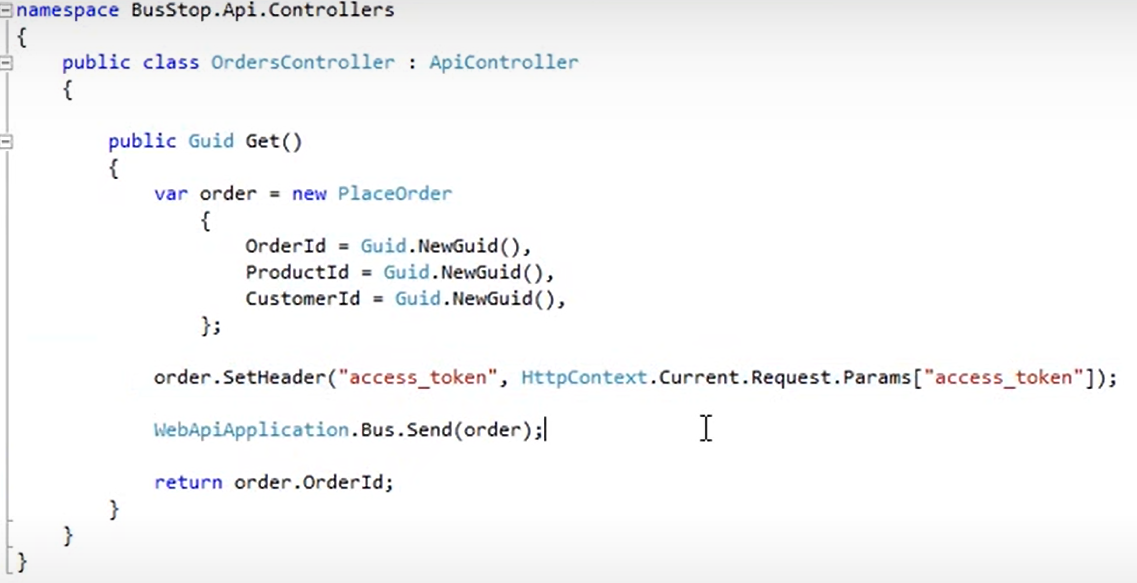 namespace BusStop.Api.Controllers
{
    public class OrdersController : ApiController
    {
        public Guid Get()
        {
            var order = new PlaceOrder
                {
                    OrderId = Guid.NewGuid(),
                    ProductId = Guid.NewGuid(),
                    CustomerId = Guid.NewGuid(),
                };
            order.SetHeader("access_token", HttpContext.Current.Request.Params["access_token"]);
            WebApiApplication.Bus.Send(order);
            return order.OrderId;
        }
    }
}